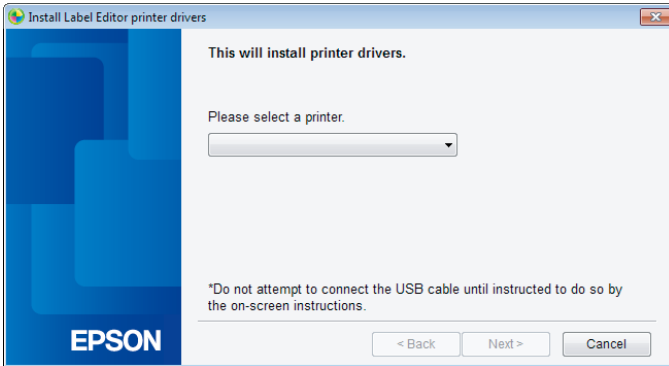 Install Label Editor printer drivers
This will install printer drivers.
Please select a printer.
*Do not attempt to connect the USB cable until instructed to do so by
the on-screen instructions.
EPSON
< Back Next > Cancel